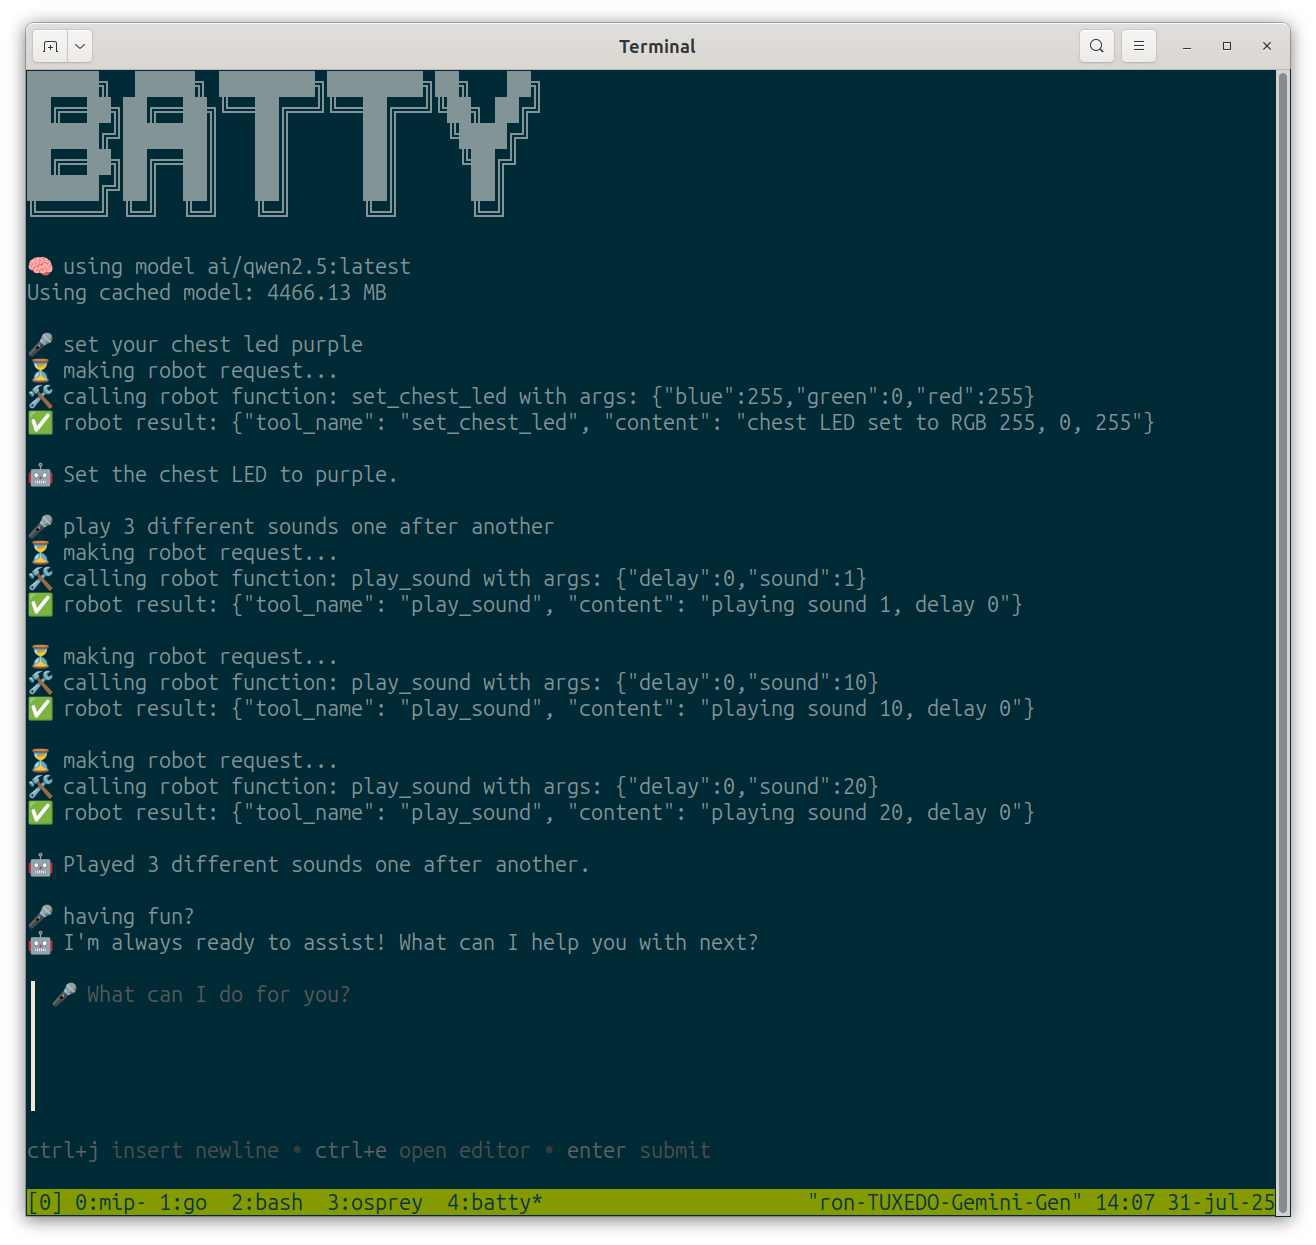 Terminal
BATTY
🧠 using model ai/qwen2.5:latest
Using cached model: 4466.13 MB
🎤 set your chest led purple
⏳ making robot request...
🛠 calling robot function: set_chest_led with args: {"blue":255,"green":0,"red":255}
✅ robot result: {"tool_name": "set_chest_led", "content": "chest LED set to RGB 255, 0, 255"}
🤖 Set the chest LED to purple.
🎤 play 3 different sounds one after another
⏳ making robot request...
🛠 calling robot function: play_sound with args: {"delay":0,"sound":1}
✅ robot result: {"tool_name": "play_sound", "content": "playing sound 1, delay 0"}
⏳ making robot request...
🛠 calling robot function: play_sound with args: {"delay":0,"sound":10}
✅ robot result: {"tool_name": "play_sound", "content": "playing sound 10, delay 0"}
⏳ making robot request...
🛠 calling robot function: play_sound with args: {"delay":0,"sound":20}
✅ robot result: {"tool_name": "play_sound", "content": "playing sound 20, delay 0"}
🤖 Played 3 different sounds one after another.
🎤 having fun?
🤖 I'm always ready to assist! What can I help you with next?
🎤 What can I do for you?
ctrl+j insert newline • ctrl+e open editor • enter submit
[0] 0:mip- 1:go  2:bash  3:osprey  4:batty* "ron-TUXEDO-Gemini-Gen" 14:07 31-jul-25